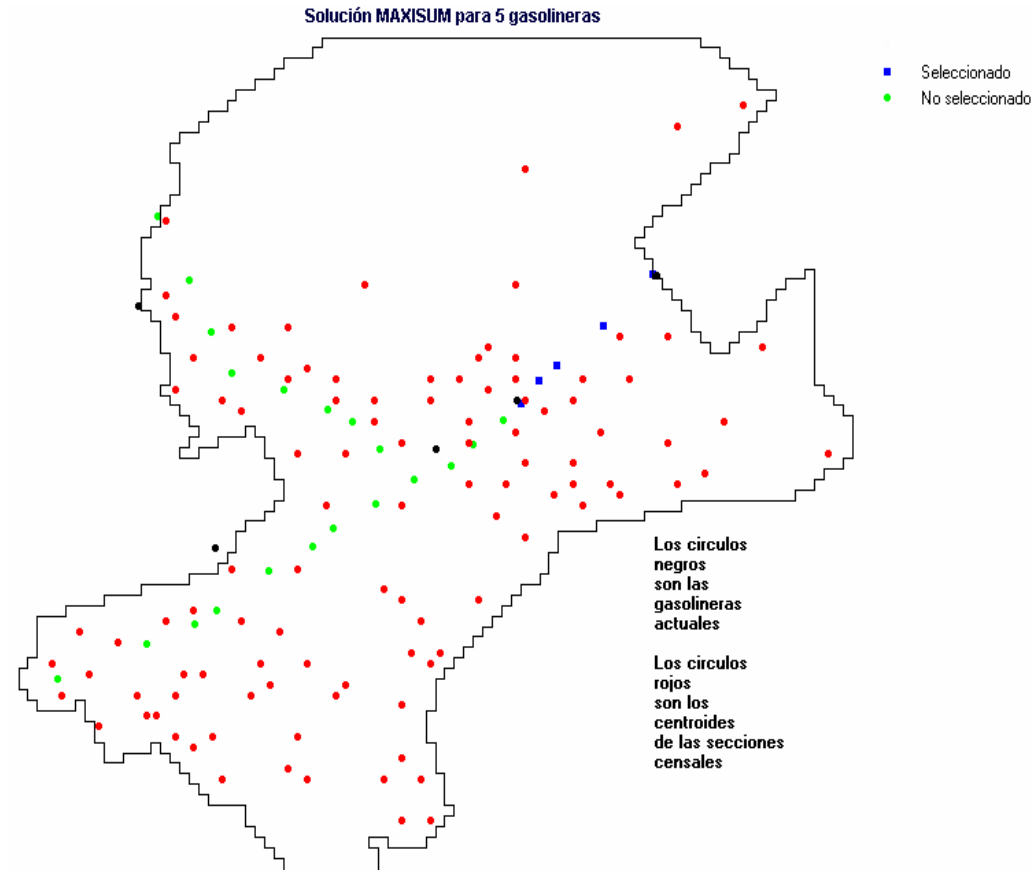 Solución MAXISUM para 5 gasolineras
Seleccionado
No seleccionado
Los circulos
negros
son las
gasolineras
actuales
Los circulos
rojos
son los
centroides
de las secciones
censales